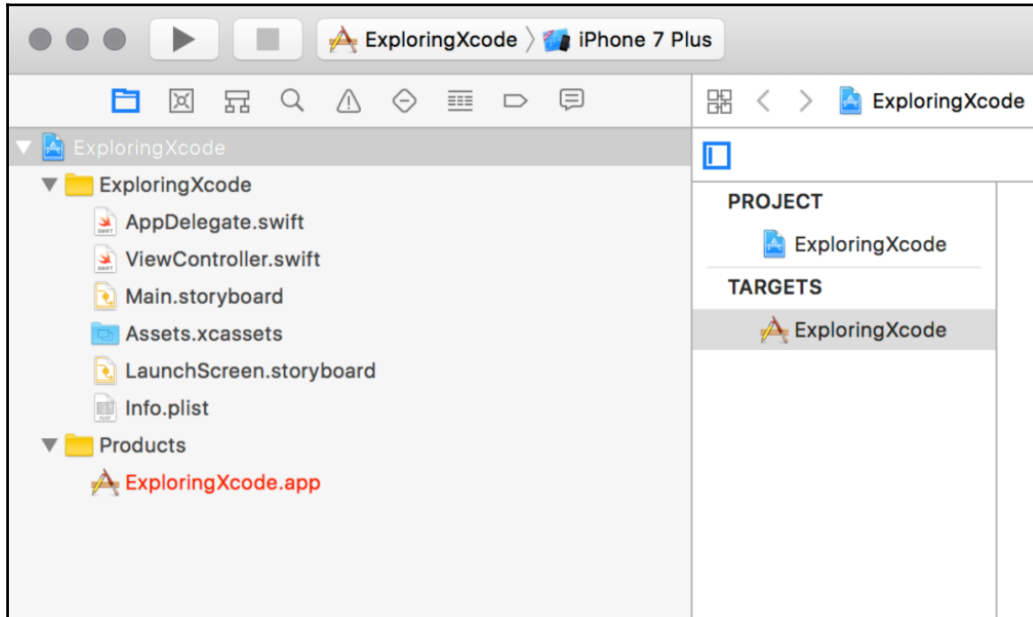 ExploringXcode iPhone 7 Plus
ExploringXcode
ExploringXcode
ExploringXcode
AppDelegate.swift
ViewController.swift
Main.storyboard
Assets.xcassets
LaunchScreen.storyboard
Info.plist
Products
ExploringXcode.app
PROJECT
ExploringXcode
TARGETS
ExploringXcode